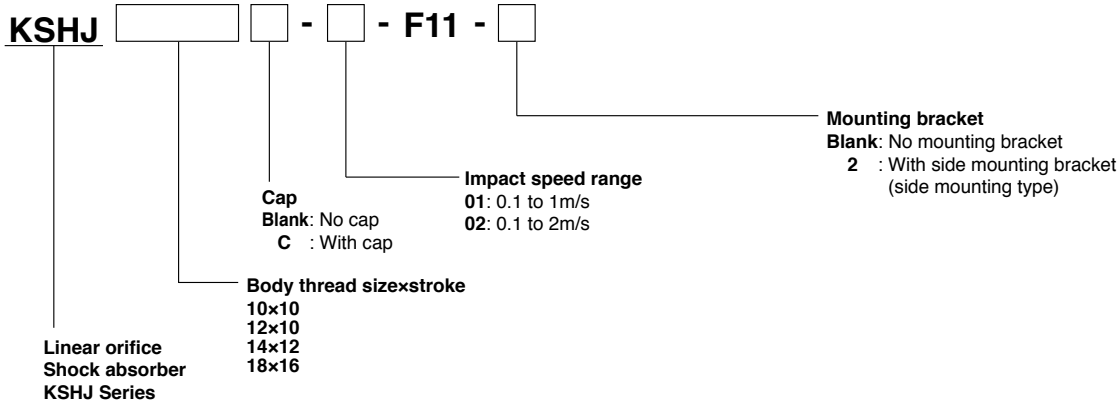 KSHJ - - F11 -
Mounting bracket
Blank: No mounting bracket
2 : With side mounting bracket
(side mounting type)
Impact speed range
01: 0.1 to 1m/s
02: 0.1 to 2m/s
Cap
Blank: No cap
C : With cap
Body thread size×stroke
10×10
12×10
14×12
18×16
Linear orifice
Shock absorber
KSHJ Series